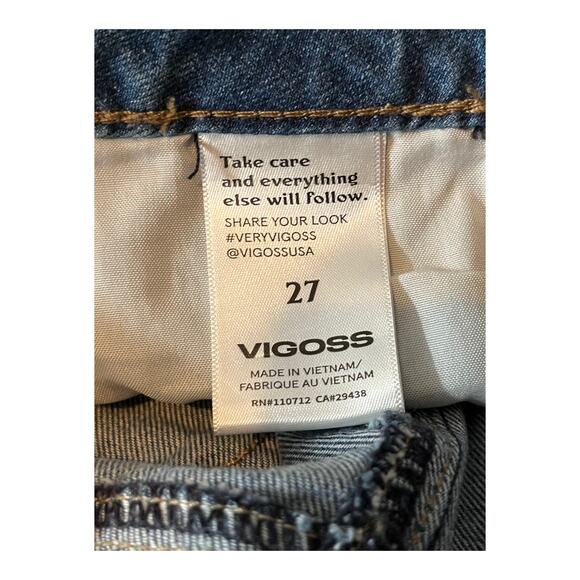 Take care
and everything
else will follow.
SHARE YOUR LOOK
#VERYVIGOSS
@VIGOSSUSA
27
VIGOSS
MADE IN VIETNAM/
FABRIQUE AU VIETNAM
RN#110712 CA#29438